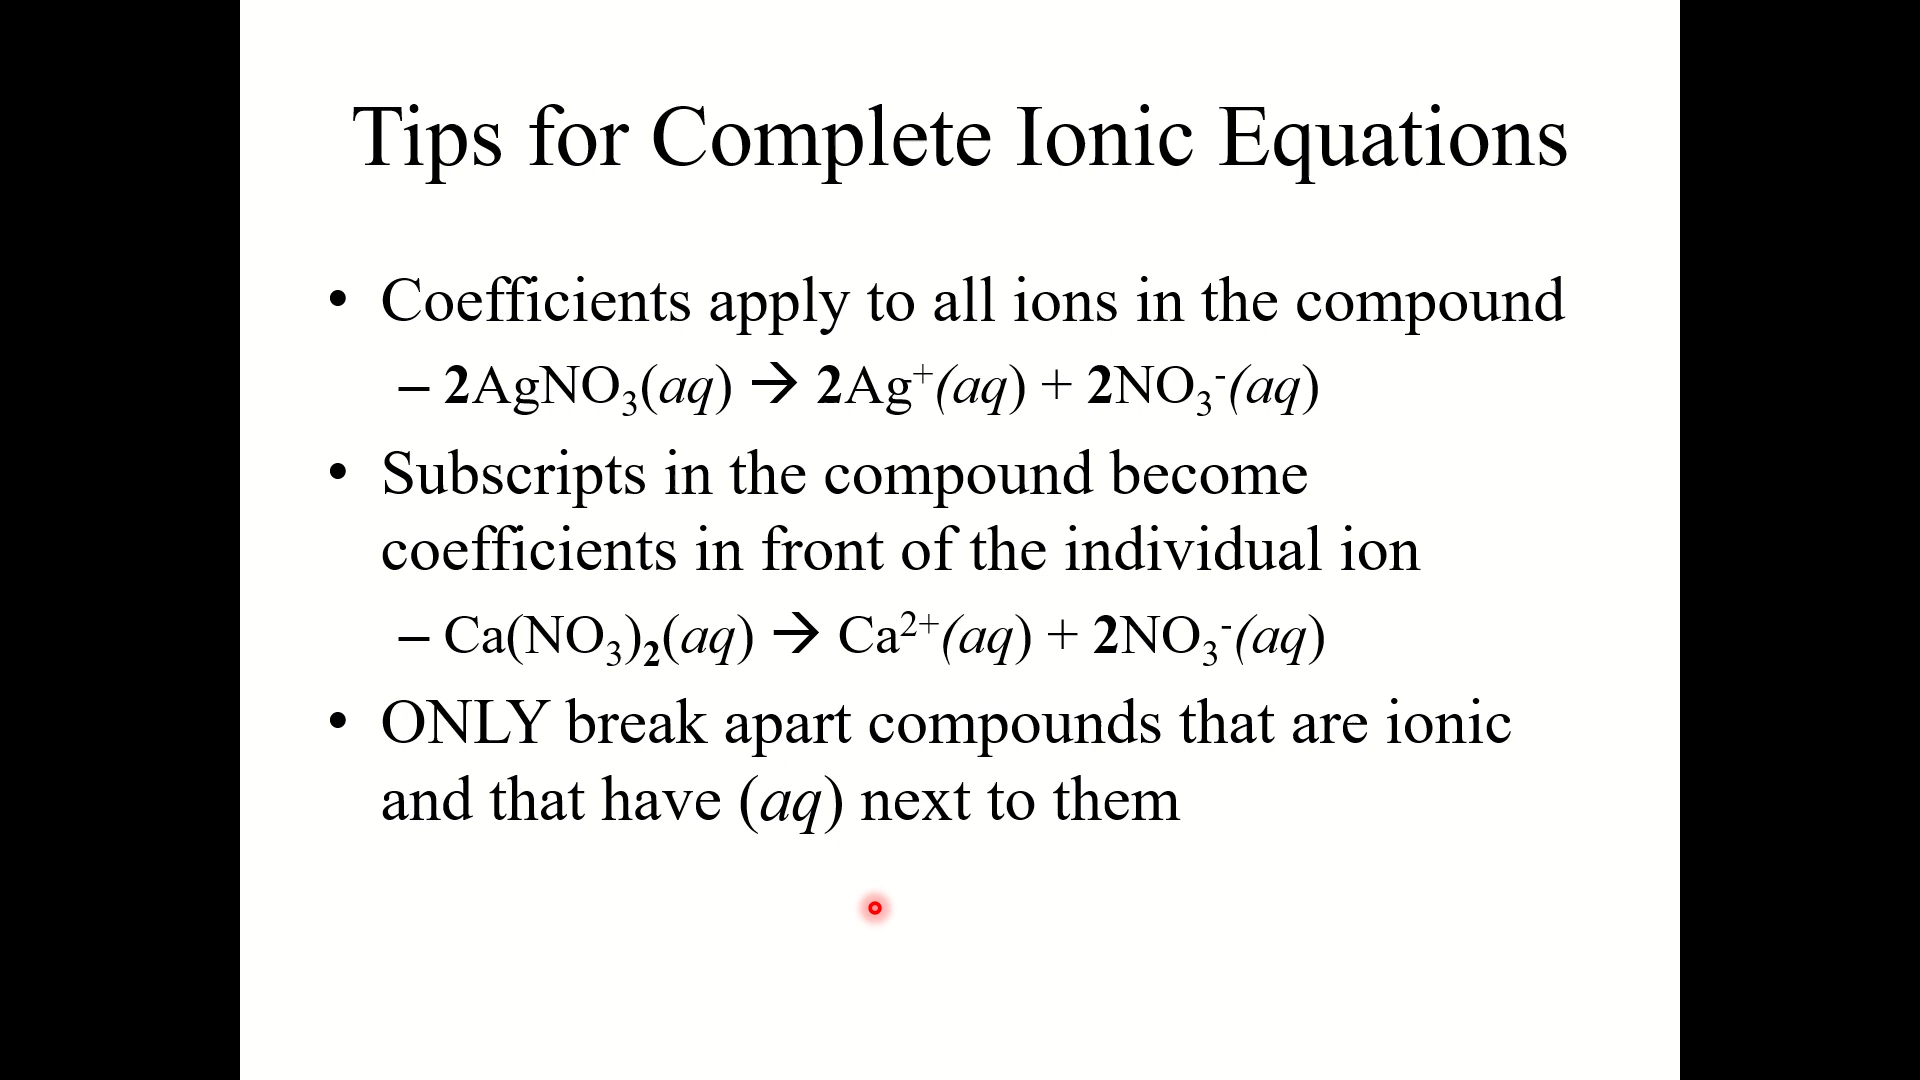 Tips for Complete Ionic Equations
• Coefficients apply to all ions in the compound
– 2AgNO₃(aq) → 2Ag⁺(aq) + 2NO₃⁻(aq)
• Subscripts in the compound become
coefficients in front of the individual ion
– Ca(NO₃)₂(aq) → Ca²⁺(aq) + 2NO₃⁻(aq)
• ONLY break apart compounds that are ionic
and that have (aq) next to them